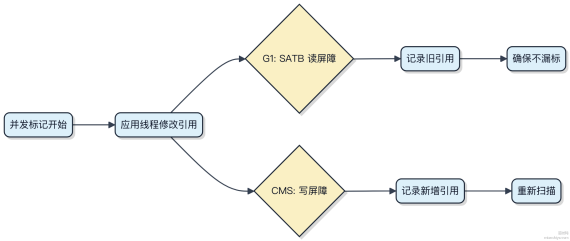 G1: SATB 读屏障
记录旧引用
确保不漏标
并发标记开始
应用线程修改引用
CMS: 写屏障
记录新增引用
重新扫描